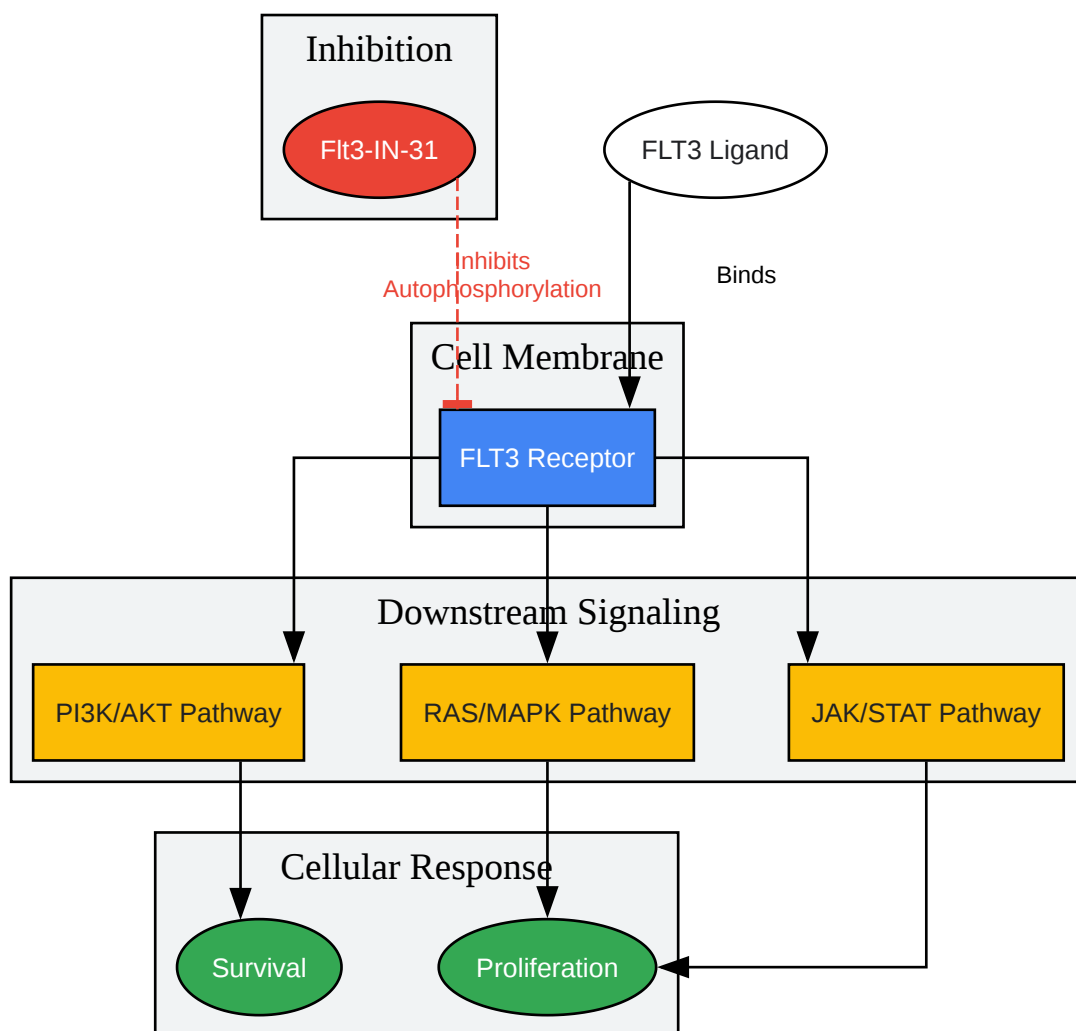 Inhibition
Flt3-IN-31
FLT3 Ligand
Inhibits
Autophosphorylation
Binds
Cell Membrane
FLT3 Receptor
Downstream Signaling
PI3K/AKT Pathway
RAS/MAPK Pathway
JAK/STAT Pathway
Cellular Response
Survival
Proliferation